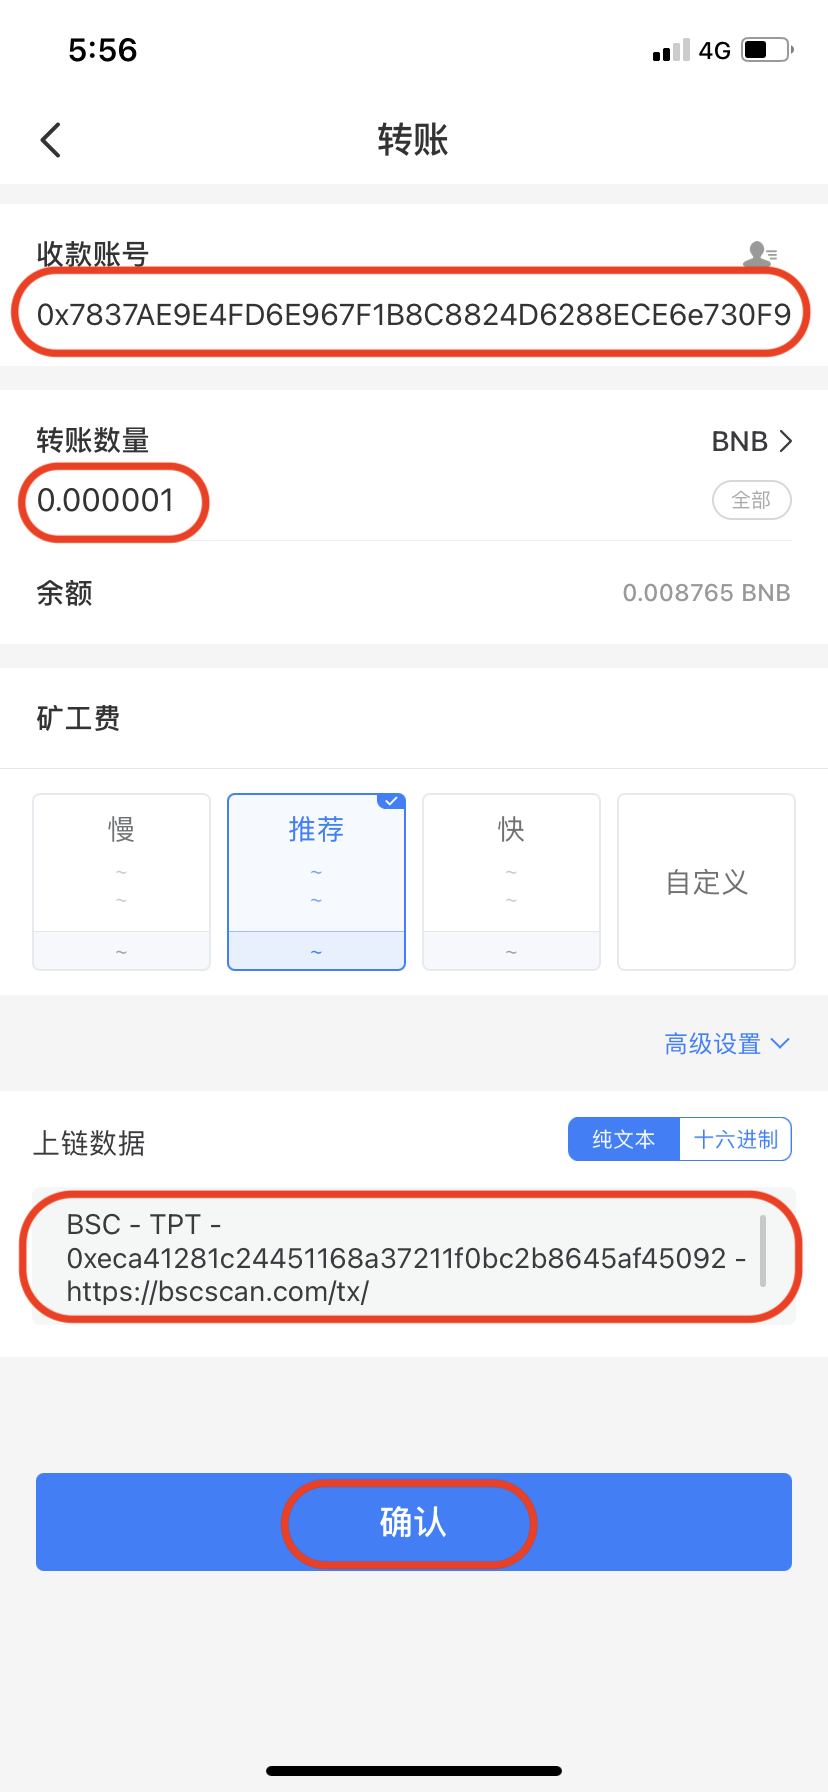 5:56
4G
转账
收款账号
0x7837AE9E4FD6E967F1B8C8824D6288ECE6e730F9
转账数量
BNB
0.000001
全部
余额
0.008765 BNB
矿工费
慢
~
~
~
推荐
~
~
~
快
~
~
~
自定义
高级设置
上链数据
纯文本
十六进制
BSC - TPT -
0xeca41281c24451168a37211f0bc2b8645af45092 -
https://bscscan.com/tx/
确认